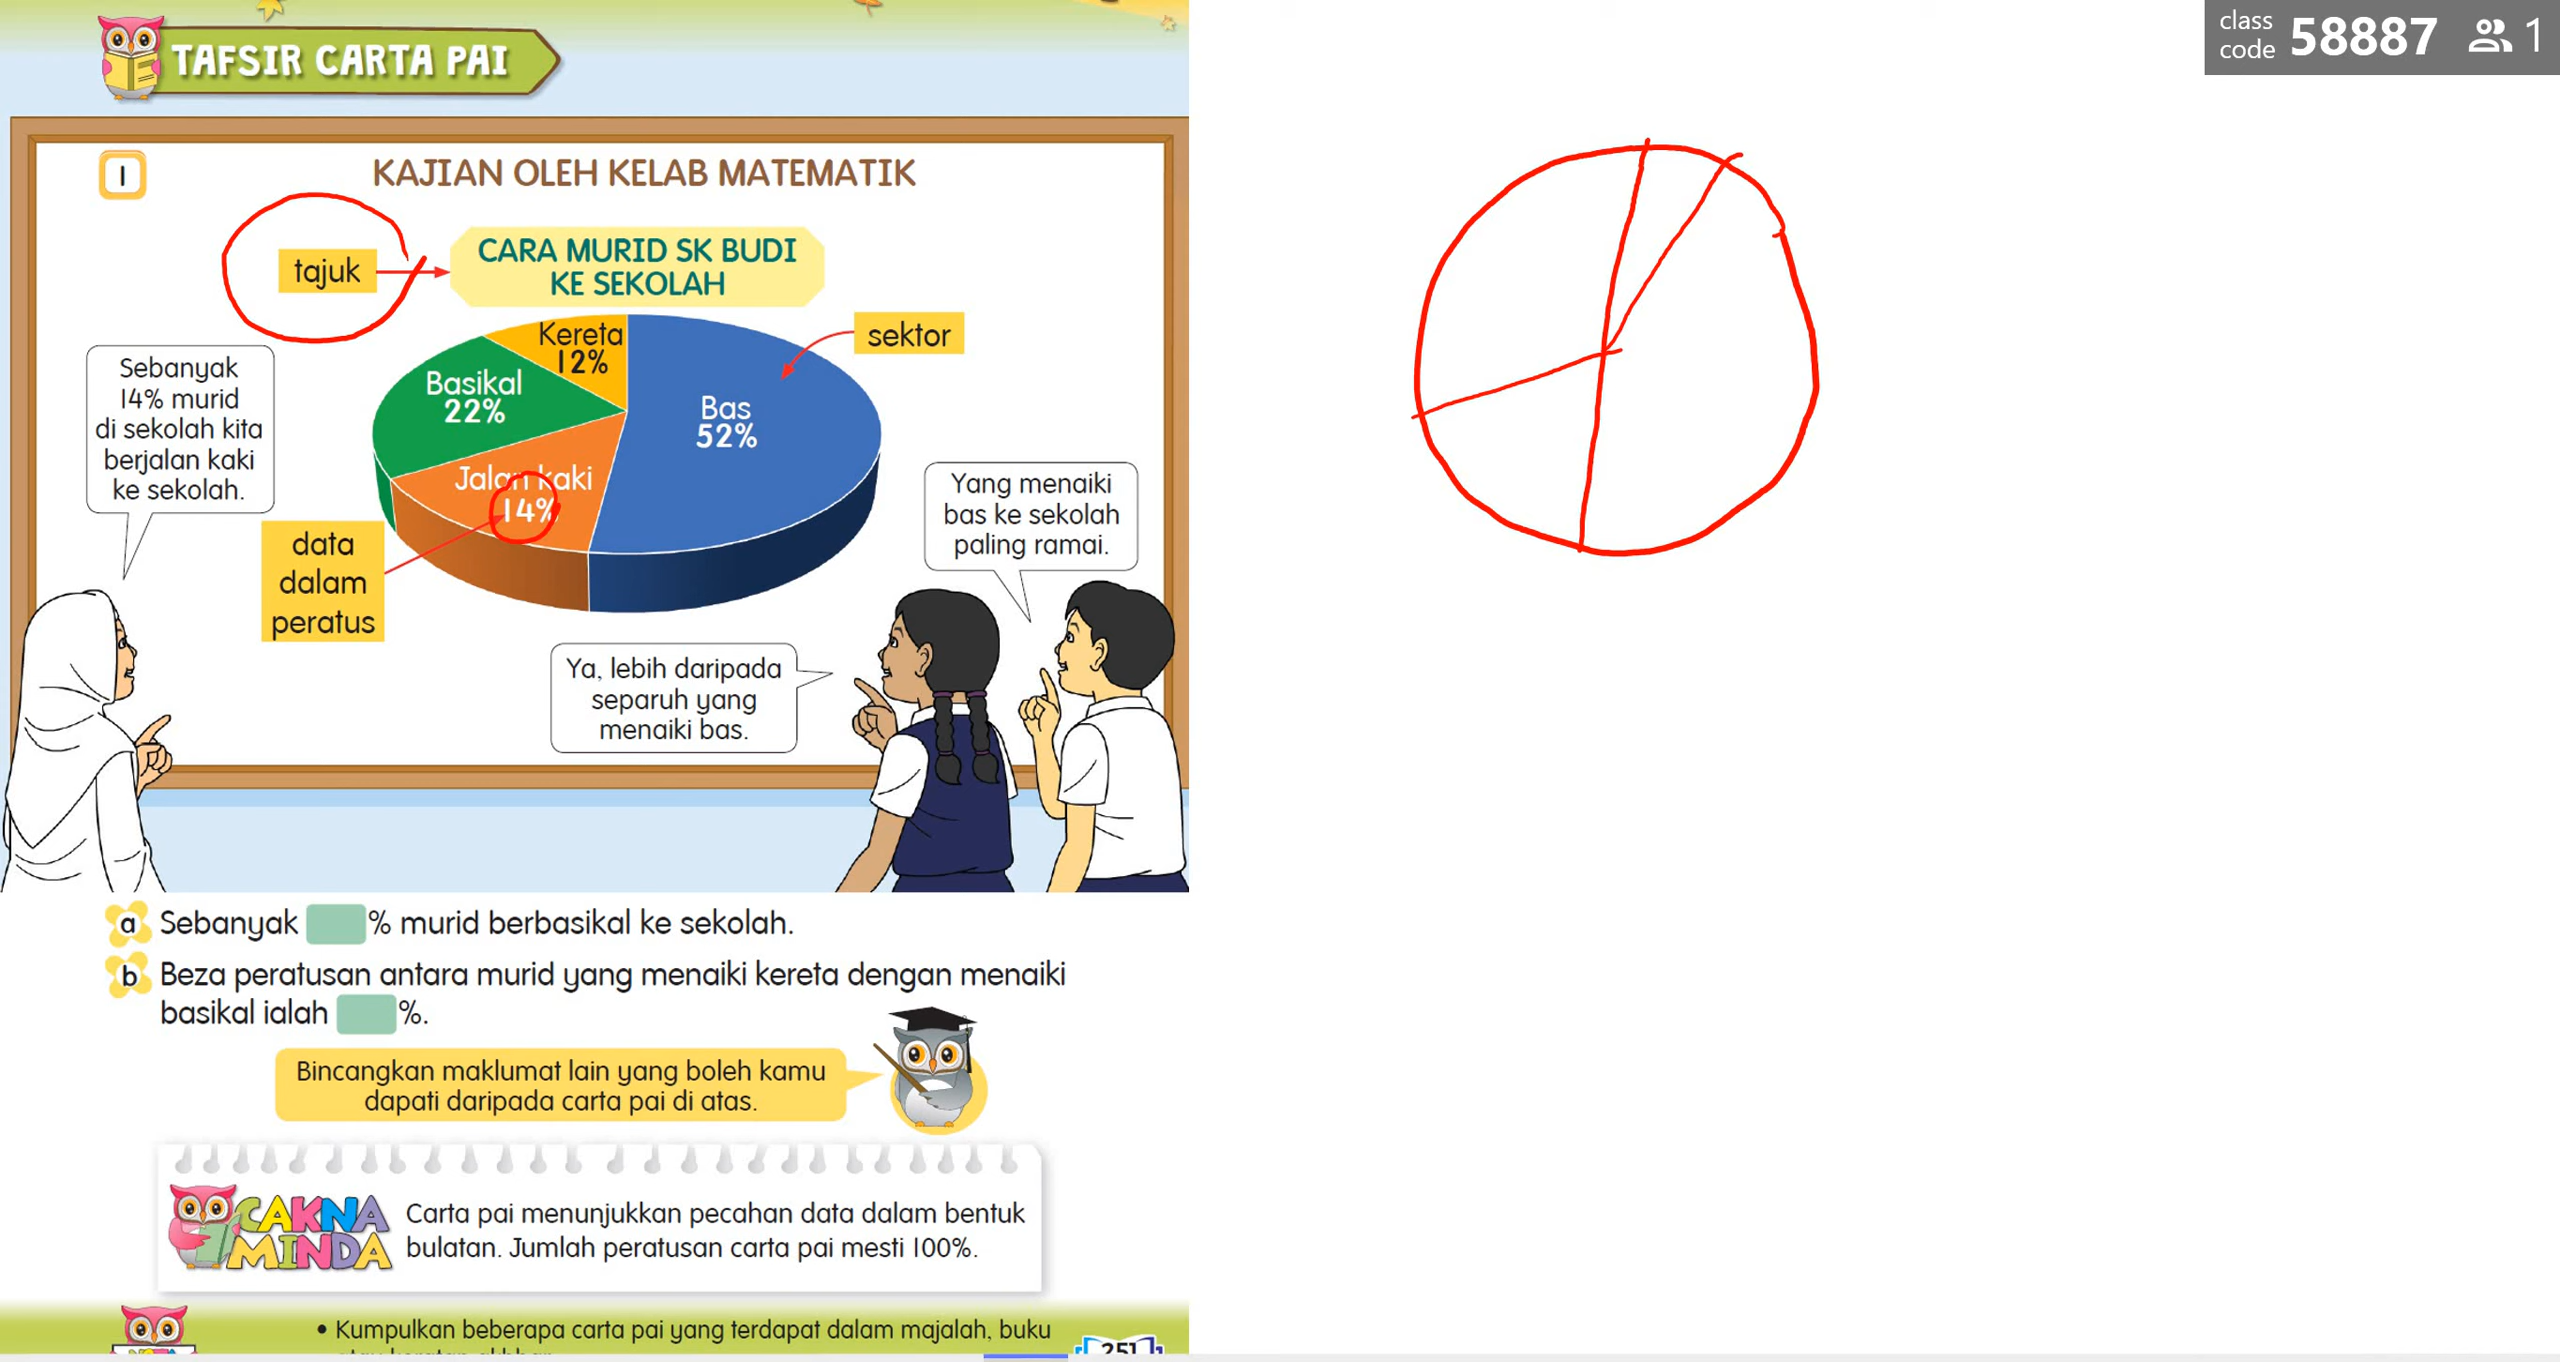 TAFSIR CARTA PAI
class
code 58887 1
1
KAJIAN OLEH KELAB MATEMATIK
tajuk
CARA MURID SK BUDI
KE SEKOLAH
sektor
Kereta
12%
Basikal
22%
Bas
52%
Jalan kaki
14%
Sebanyak
14% murid
di sekolah kita
berjalan kaki
ke sekolah.
data
dalam
peratus
Yang menaiki
bas ke sekolah
paling ramai.
Ya, lebih daripada
separuh yang
menaiki bas.
a Sebanyak % murid berbasikal ke sekolah.
b Beza peratusan antara murid yang menaiki kereta dengan menaiki
basikal ialah %.
Bincangkan maklumat lain yang boleh kamu
dapati daripada carta pai di atas.
CAKNA
MINDA
Carta pai menunjukkan pecahan data dalam bentuk
bulatan. Jumlah peratusan carta pai mesti 100%.
• Kumpulkan beberapa carta pai yang terdapat dalam majalah, buku
251